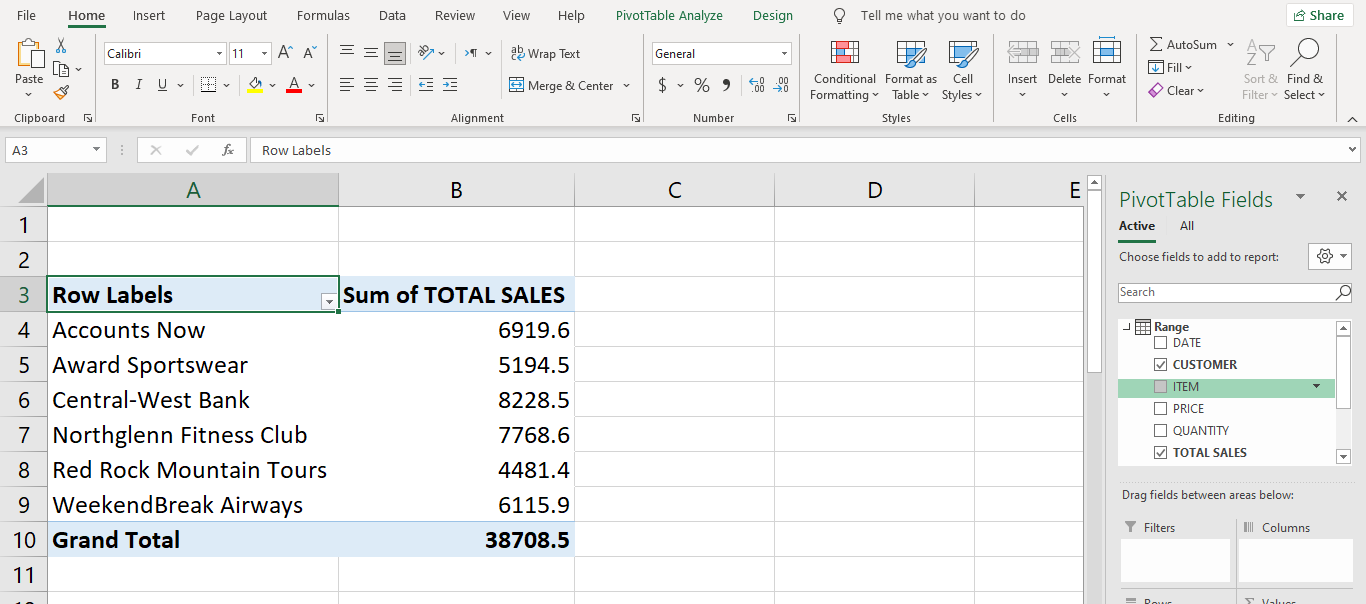 File Home Insert Page Layout Formulas Data Review View Help PivotTable Analyze Design Tell me what you want to do Share
Paste
Calibri 11
B I U A
A^ A˅
ab Wrap Text
Merge & Center
General
$ % 9
Conditional Formatting
Format as Table
Cell Styles
Insert Delete Format
AutoSum
Fill
Clear
Sort & Filter
Find & Select
Clipboard Font Alignment Number Styles Cells Editing
A3 fx Row Labels
A B C D E
1
2
3 Row Labels Sum of TOTAL SALES
4 Accounts Now 6919.6
5 Award Sportswear 5194.5
6 Central-West Bank 8228.5
7 Northglenn Fitness Club 7768.6
8 Red Rock Mountain Tours 4481.4
9 WeekendBreak Airways 6115.9
10 Grand Total 38708.5
11
PivotTable Fields
Active All
Choose fields to add to report:
Search
Range
DATE
CUSTOMER
ITEM
PRICE
QUANTITY
TOTAL SALES
Drag fields between areas below:
Filters Columns
Rows Values